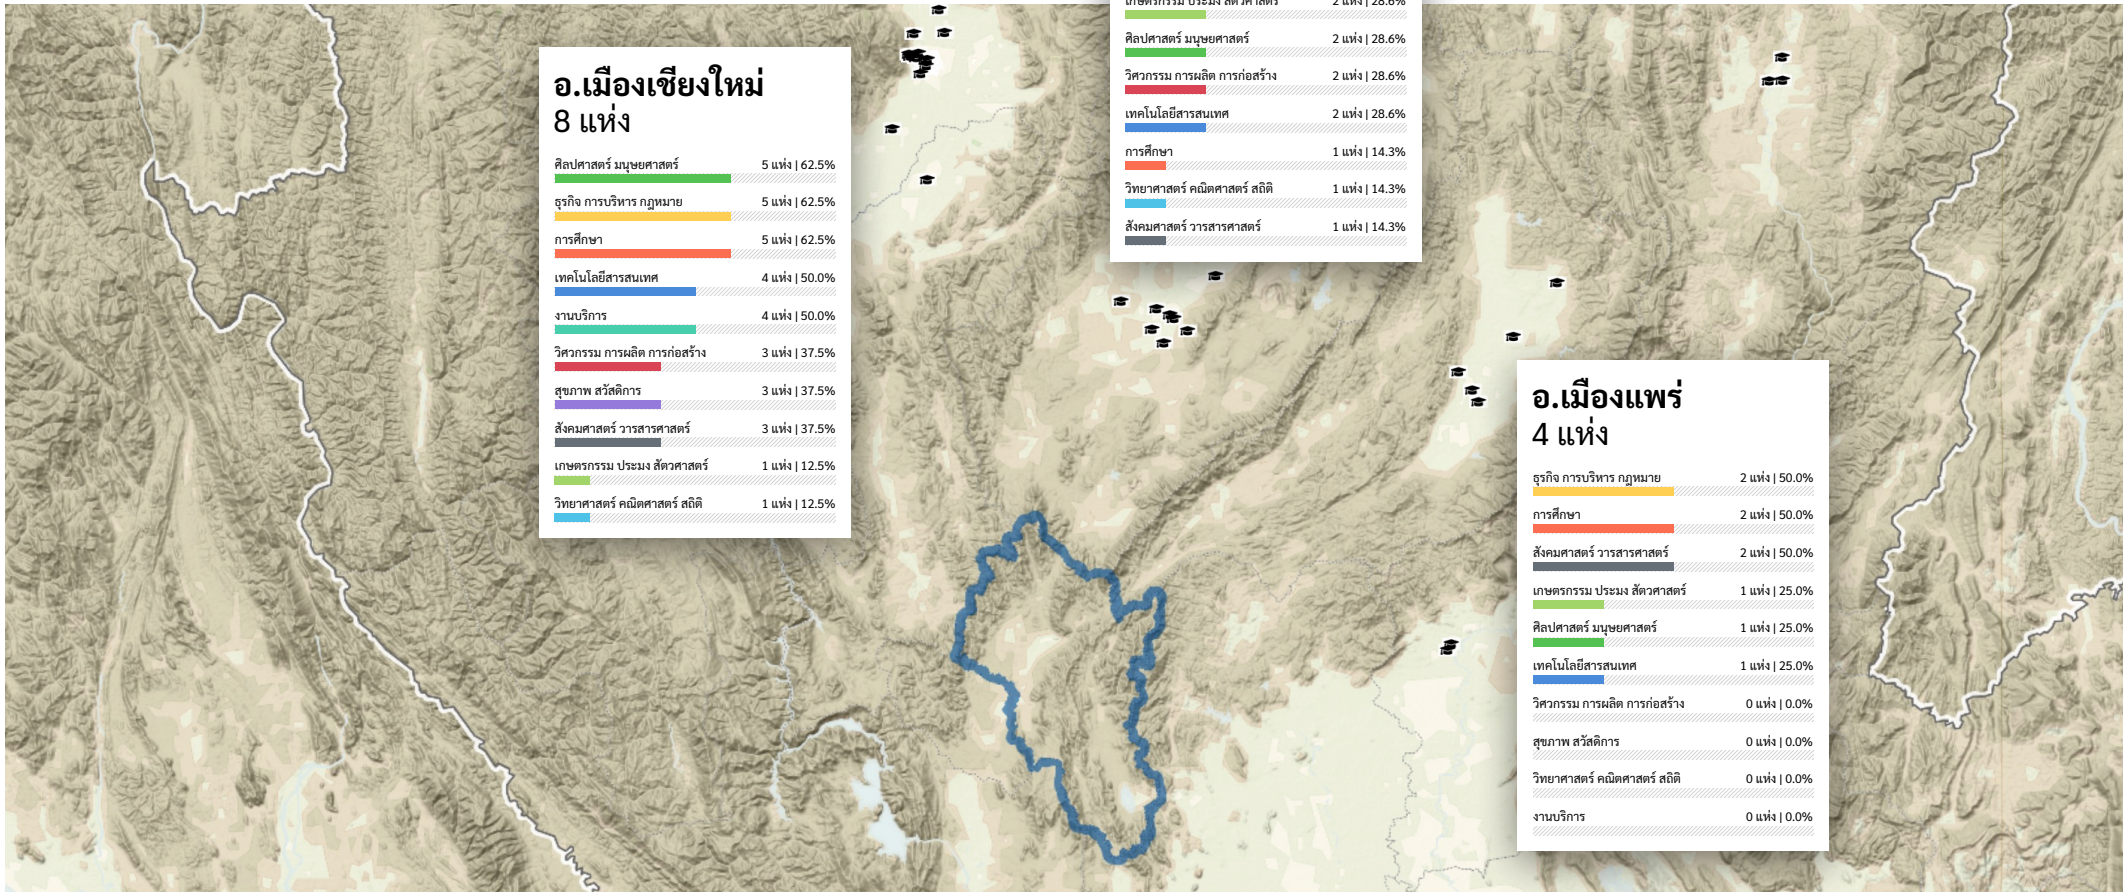 อ.เมืองเชียงใหม่
8 แห่ง
ศิลปศาสตร์ มนุษยศาสตร์ 5 แห่ง | 62.5%
ธุรกิจ การบริหาร กฎหมาย 5 แห่ง | 62.5%
การศึกษา 5 แห่ง | 62.5%
เทคโนโลยีสารสนเทศ 4 แห่ง | 50.0%
งานบริการ 4 แห่ง | 50.0%
วิศวกรรม การผลิต การก่อสร้าง 3 แห่ง | 37.5%
สุขภาพ สวัสดิการ 3 แห่ง | 37.5%
สังคมศาสตร์ วารสารศาสตร์ 3 แห่ง | 37.5%
เกษตรกรรม ประมง สัตวศาสตร์ 1 แห่ง | 12.5%
วิทยาศาสตร์ คณิตศาสตร์ สถิติ 1 แห่ง | 12.5%
เกษตรกรรม ประมง สัตวศาสตร์ 2 แห่ง | 28.6%
ศิลปศาสตร์ มนุษยศาสตร์ 2 แห่ง | 28.6%
วิศวกรรม การผลิต การก่อสร้าง 2 แห่ง | 28.6%
เทคโนโลยีสารสนเทศ 2 แห่ง | 28.6%
การศึกษา 1 แห่ง | 14.3%
วิทยาศาสตร์ คณิตศาสตร์ สถิติ 1 แห่ง | 14.3%
สังคมศาสตร์ วารสารศาสตร์ 1 แห่ง | 14.3%
อ.เมืองแพร่
4 แห่ง
ธุรกิจ การบริหาร กฎหมาย 2 แห่ง | 50.0%
การศึกษา 2 แห่ง | 50.0%
สังคมศาสตร์ วารสารศาสตร์ 2 แห่ง | 50.0%
เกษตรกรรม ประมง สัตวศาสตร์ 1 แห่ง | 25.0%
ศิลปศาสตร์ มนุษยศาสตร์ 1 แห่ง | 25.0%
เทคโนโลยีสารสนเทศ 1 แห่ง | 25.0%
วิศวกรรม การผลิต การก่อสร้าง 0 แห่ง | 0.0%
สุขภาพ สวัสดิการ 0 แห่ง | 0.0%
วิทยาศาสตร์ คณิตศาสตร์ สถิติ 0 แห่ง | 0.0%
งานบริการ 0 แห่ง | 0.0%